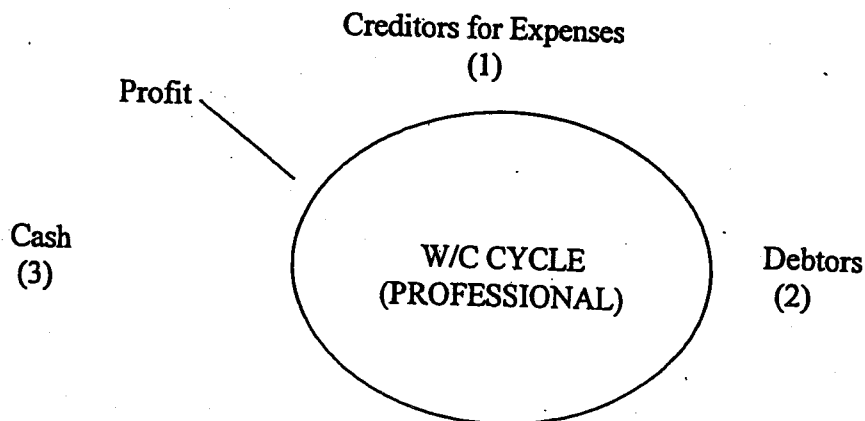 Creditors for Expenses
(1)
Profit
Cash
(3)
W/C CYCLE
(PROFESSIONAL)
Debtors
(2)